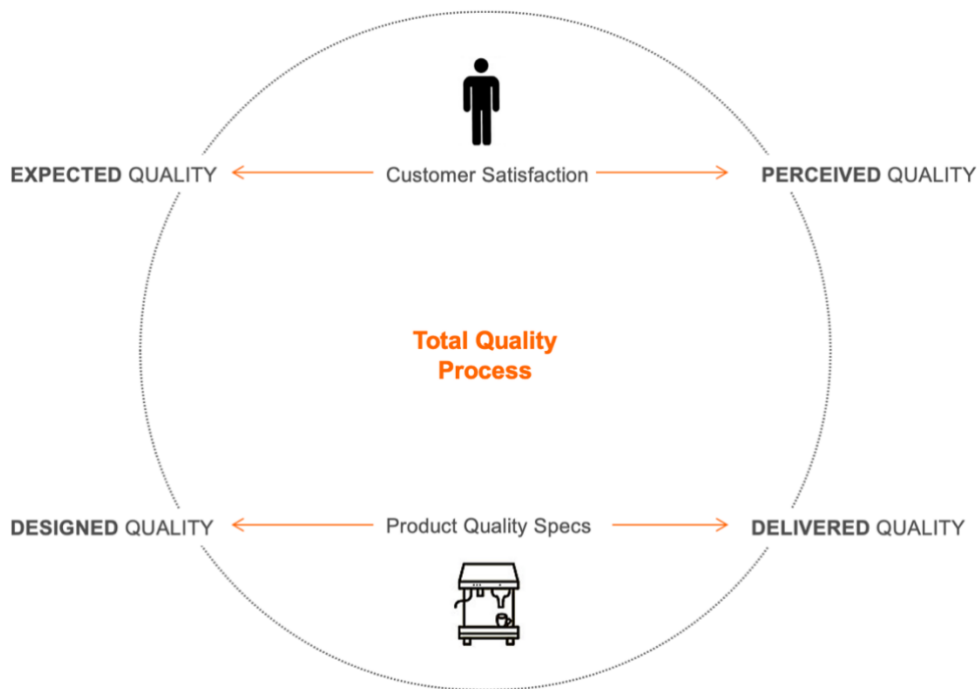 EXPECTED QUALITY
Customer Satisfaction
PERCEIVED QUALITY
Total Quality
Process
DESIGNED QUALITY
Product Quality Specs
DELIVERED QUALITY